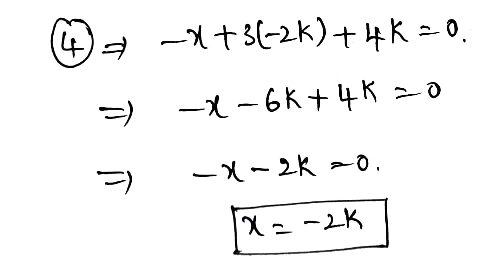 ④ ⇒ -x+3(-2K)+4K=0.
⇒ -x-6K+4K=0
⇒ -x-2K=0.
x=-2K